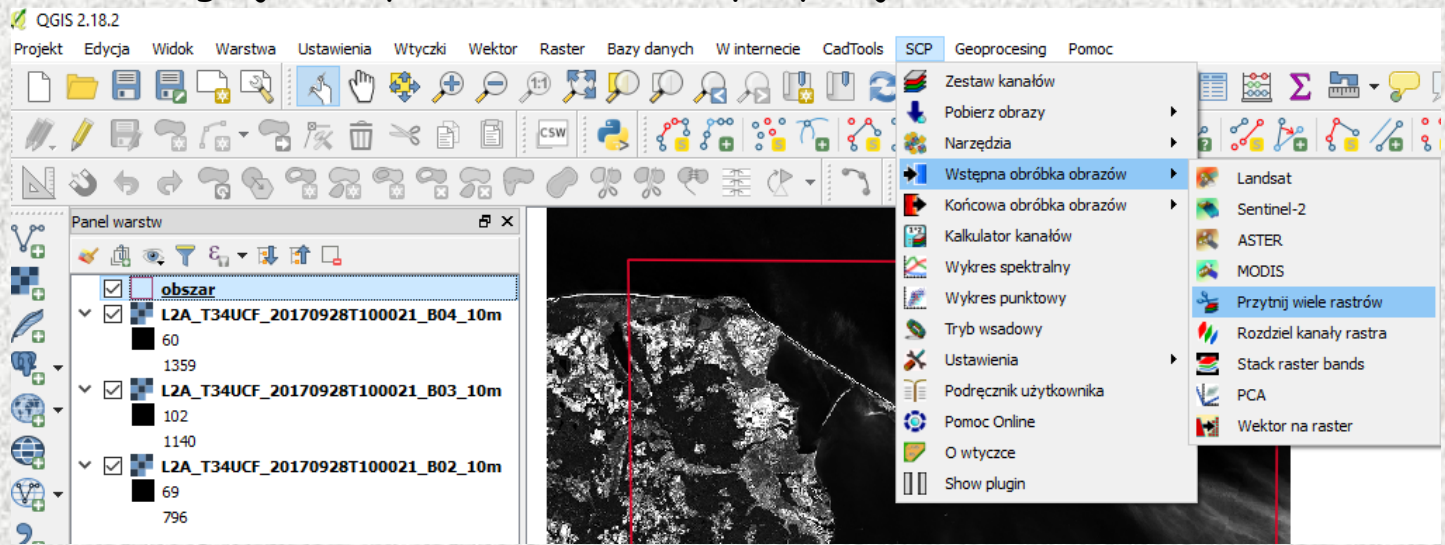 QGIS 2.18.2
Projekt Edycja Widok Warstwa Ustawienia Wtyczki Wektor Raster Bazy danych W internecie CadTools SCP Geoprocesing Pomoc
CSW
Zestaw kanałów
Pobierz obrazy
Narzędzia
Wstępna obróbka obrazów
Końcowa obróbka obrazów
Kalkulator kanałów
Wykres spektralny
Wykres punktowy
Tryb wsadowy
Ustawienia
Podręcznik użytkownika
Pomoc Online
O wtyczce
Show plugin
Landsat
Sentinel-2
ASTER
MODIS
Przytnij wiele rastrów
Rozdziel kanały rastra
Stack raster bands
PCA
Wektor na raster
Panel warstw
obszar
L2A_T34UCF_20170928T100021_B04_10m
60
1359
L2A_T34UCF_20170928T100021_B03_10m
102
1140
L2A_T34UCF_20170928T100021_B02_10m
69
796